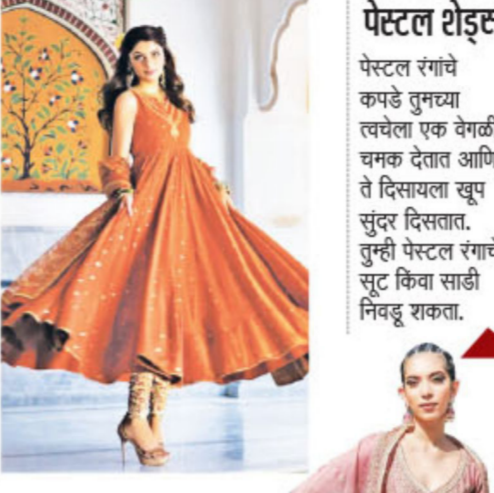 पेस्टल शेड्स
पेस्टल रंगांचे
कपडे तुमच्या
त्वचेला एक वेगळी
चमक देतात आणि
ते दिसायला खूप
सुंदर दिसतात.
तुम्ही पेस्टल रंगाचे
सूट किंवा साडी
निवडू शकता.